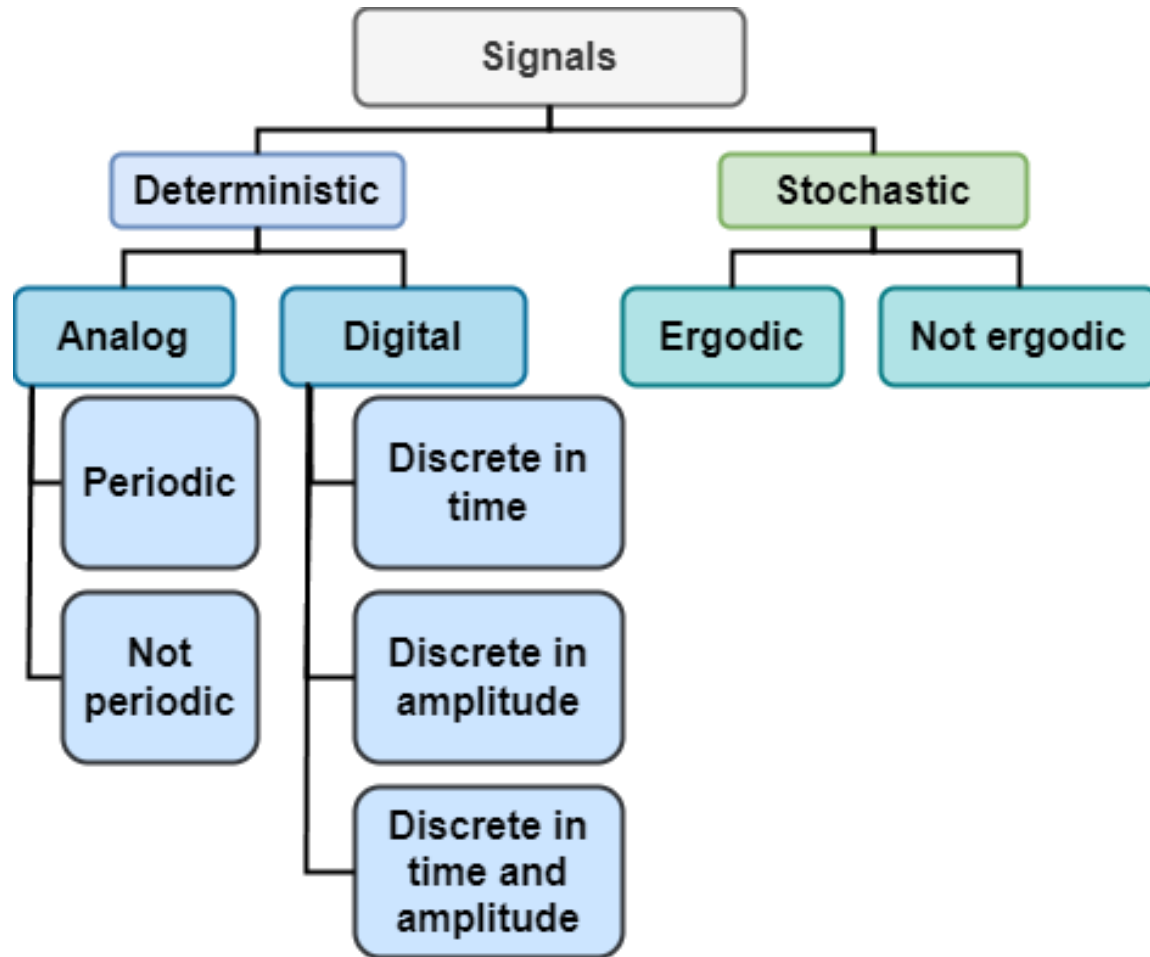 Signals
Deterministic
Stochastic
Analog
Digital
Ergodic
Not ergodic
Periodic
Discrete in
time
Not
periodic
Discrete in
amplitude
Discrete in
time and
amplitude